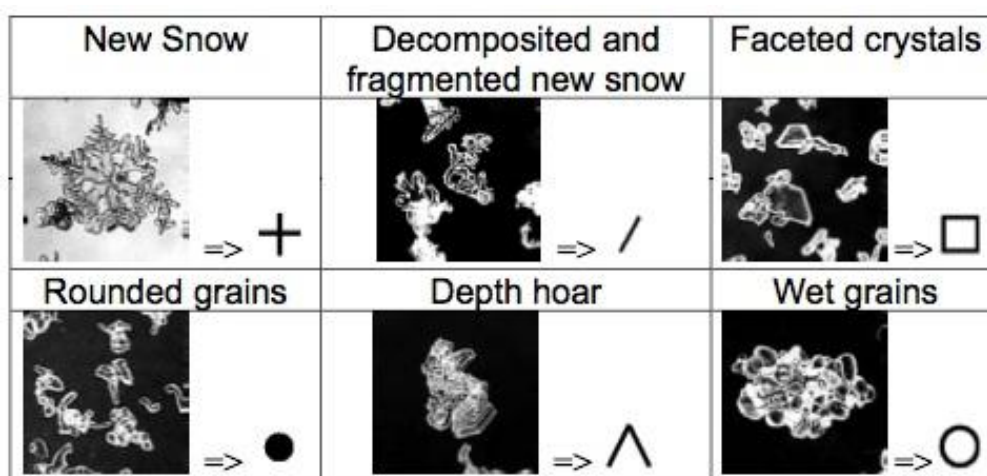 New Snow
Decomposited and
fragmented new snow
Faceted crystals
=> +
=> /
=> □
Rounded grains
Depth hoar
Wet grains
=> ●
=> ∧
=> ○